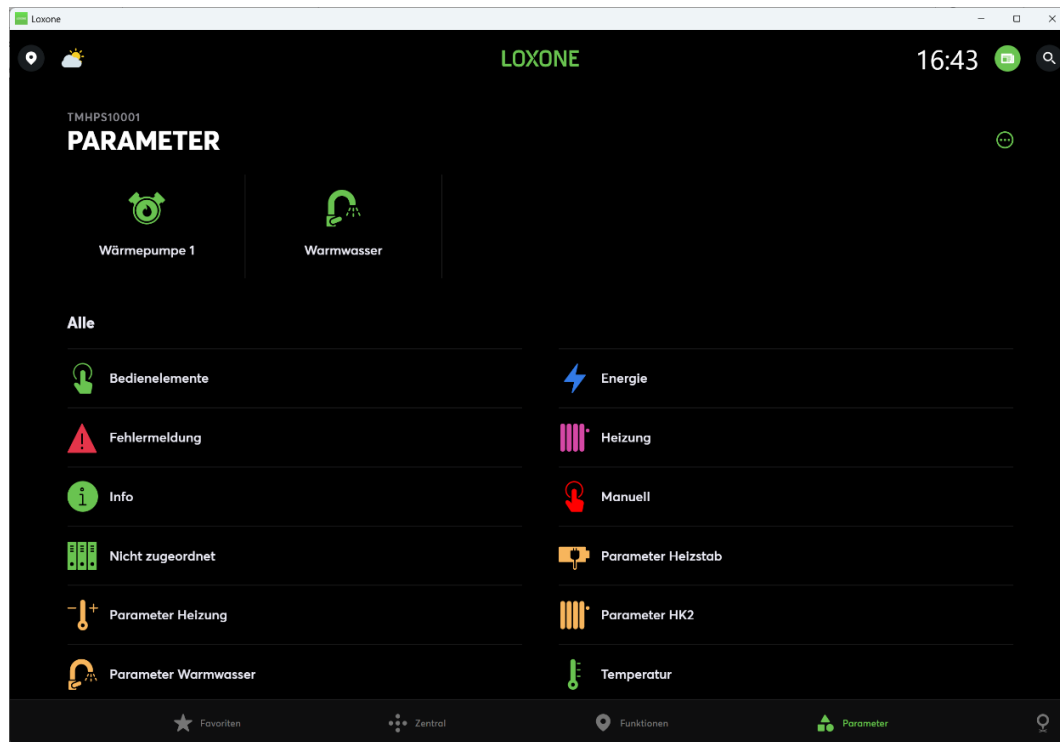 Loxone
LOXONE
16:43
TMHPS10001
PARAMETER
Wärmepumpe 1
Warmwasser
Alle
Bedienelemente
Energie
Fehlermeldung
Heizung
Info
Manuell
Nicht zugeordnet
Parameter Heizstab
Parameter Heizung
Parameter HK2
Parameter Warmwasser
Temperatur
Favoriten
Zentral
Funktionen
Parameter